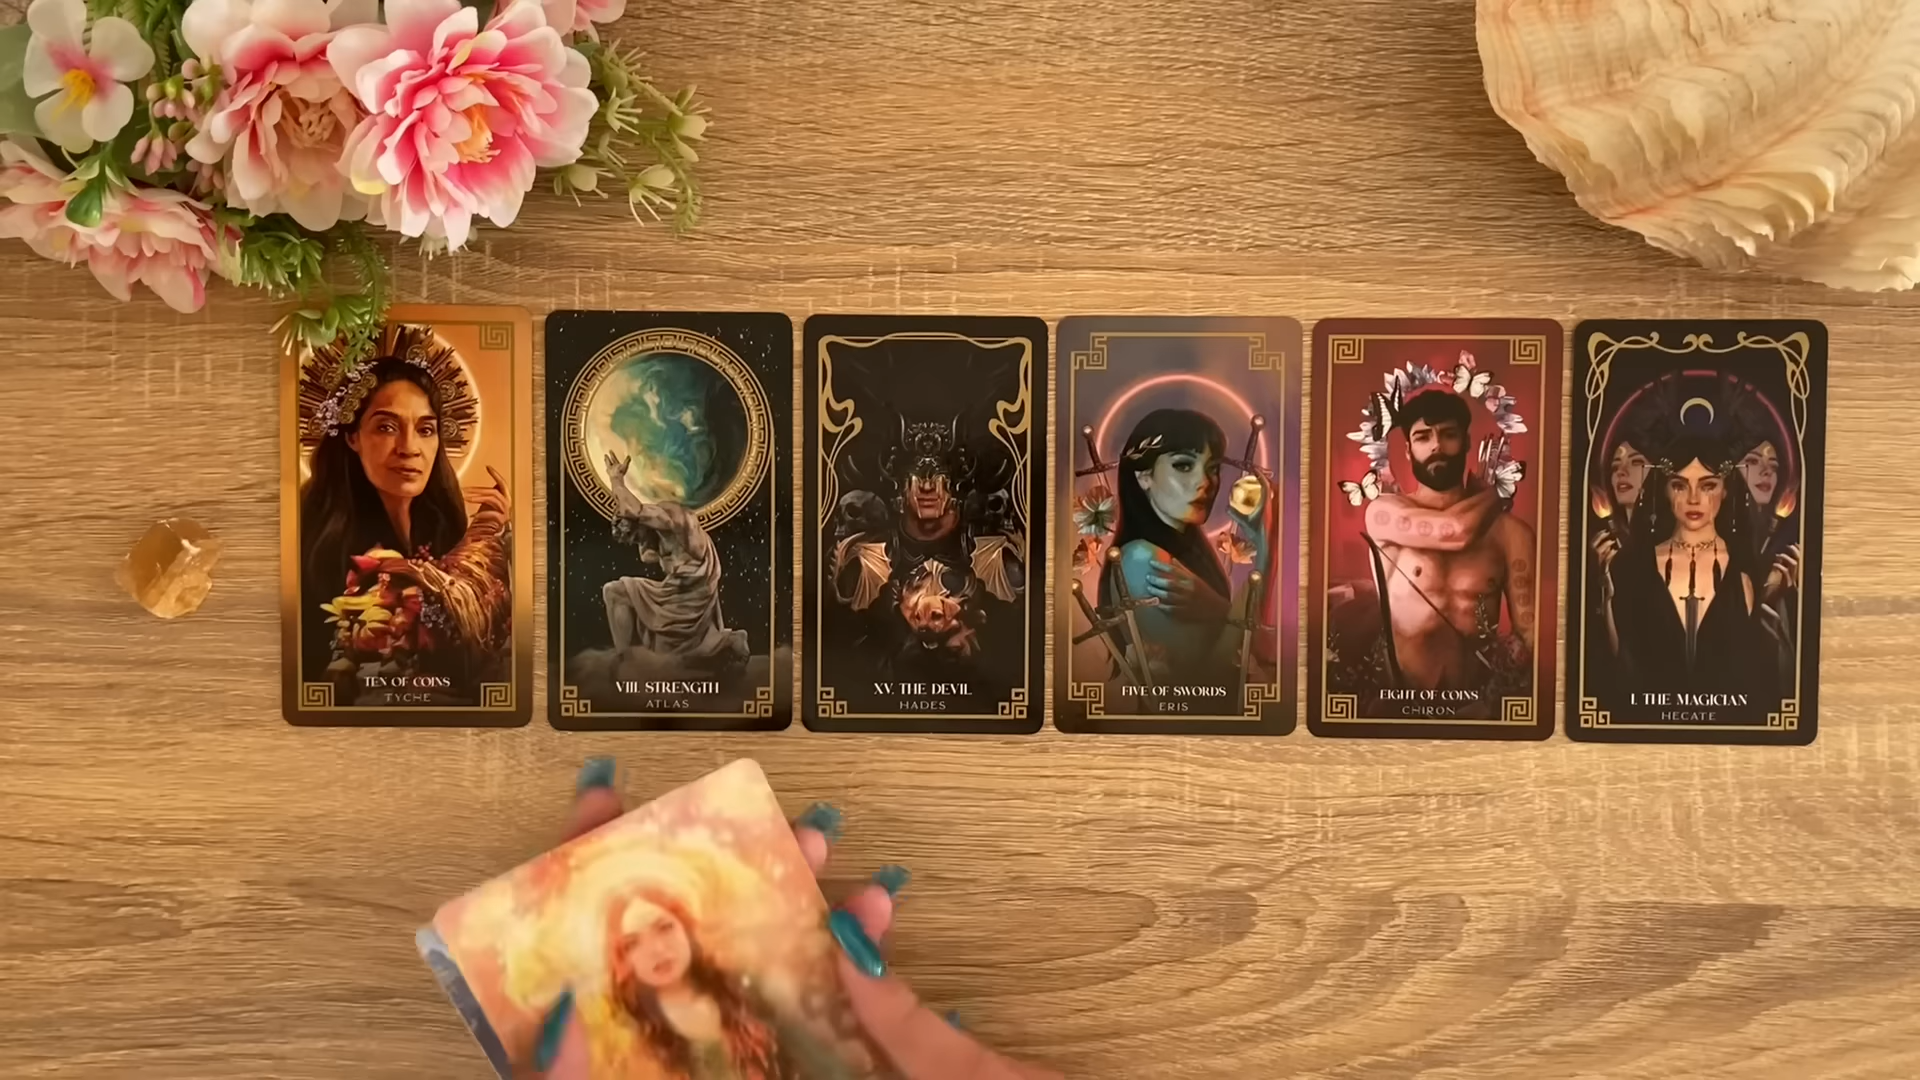 TEN OF COINS
TYCHE
VIII. STRENGTH
ATLAS
XV. THE DEVIL
HADES
FIVE OF SWORDS
ERIS
EIGHT OF COINS
CHIRON
I. THE MAGICIAN
HECATE